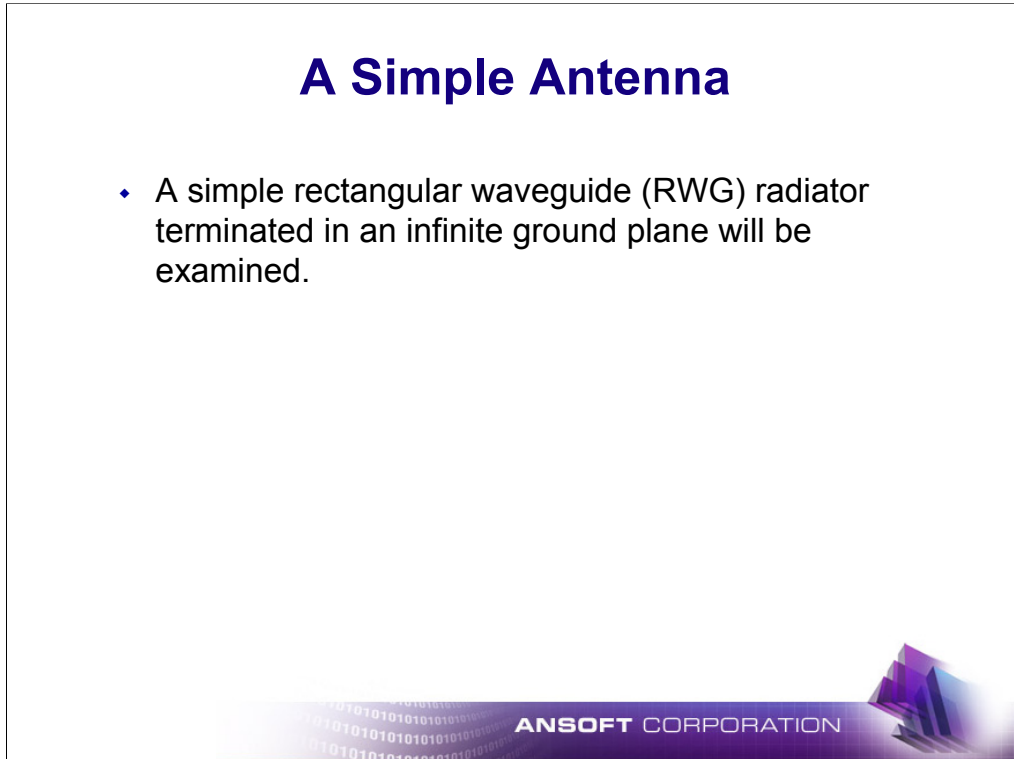 A Simple Antenna
A simple rectangular waveguide (RWG) radiator
terminated in an infinite ground plane will be
examined.
ANSOFT CORPORATION